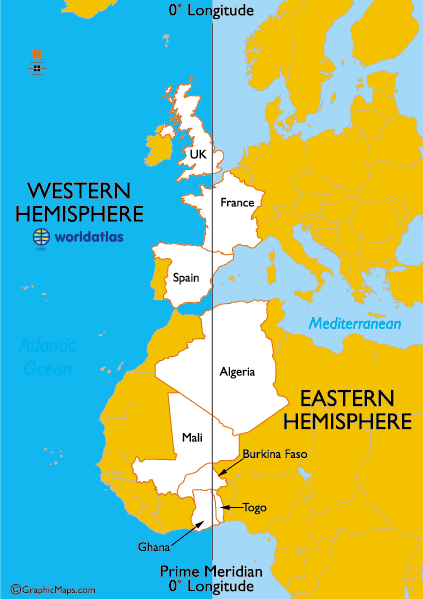 0° Longitude
UK
WESTERN
HEMISPHERE
worldatlas
France
Spain
Mediterranean
Atlantic
Ocean
Algeria
EASTERN
HEMISPHERE
Mali
Burkina Faso
Togo
Ghana
Prime Meridian
0° Longitude
©GraphicMaps.com